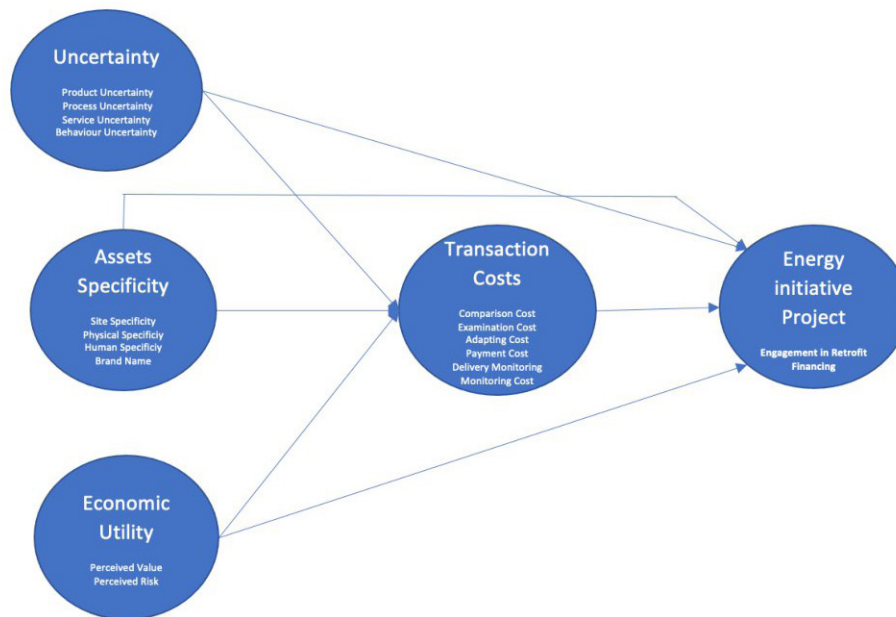 Uncertainty
Product Uncertainty
Process Uncertainty
Service Uncertainty
Behaviour Uncertainty
Assets
Specificity
Site Specificity
Physical Specificiy
Human Specificiy
Brand Name
Transaction
Costs
Comparison Cost
Examination Cost
Adapting Cost
Payment Cost
Delivery Monitoring
Monitoring Cost
Energy
initiative
Project
Engagement in Retrofit
Financing
Economic
Utility
Perceived Value
Perceived Risk